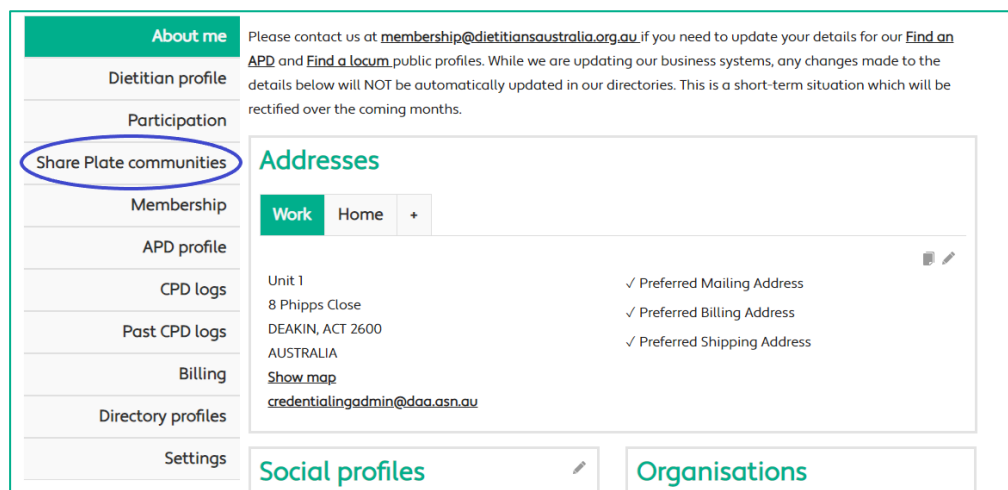 About me
Dietitian profile
Participation
Share Plate communities
Membership
APD profile
CPD logs
Past CPD logs
Billing
Directory profiles
Settings
Please contact us at membership@dietitiansaustralia.org.au if you need to update your details for our Find an
APD and Find a locum public profiles. While we are updating our business systems, any changes made to the
details below will NOT be automatically updated in our directories. This is a short-term situation which will be
rectified over the coming months.
Addresses
Work Home +
Unit 1
8 Phipps Close
DEAKIN, ACT 2600
AUSTRALIA
Show map
credentialingadmin@daa.asn.au
✓ Preferred Mailing Address
✓ Preferred Billing Address
✓ Preferred Shipping Address
Social profiles
Organisations